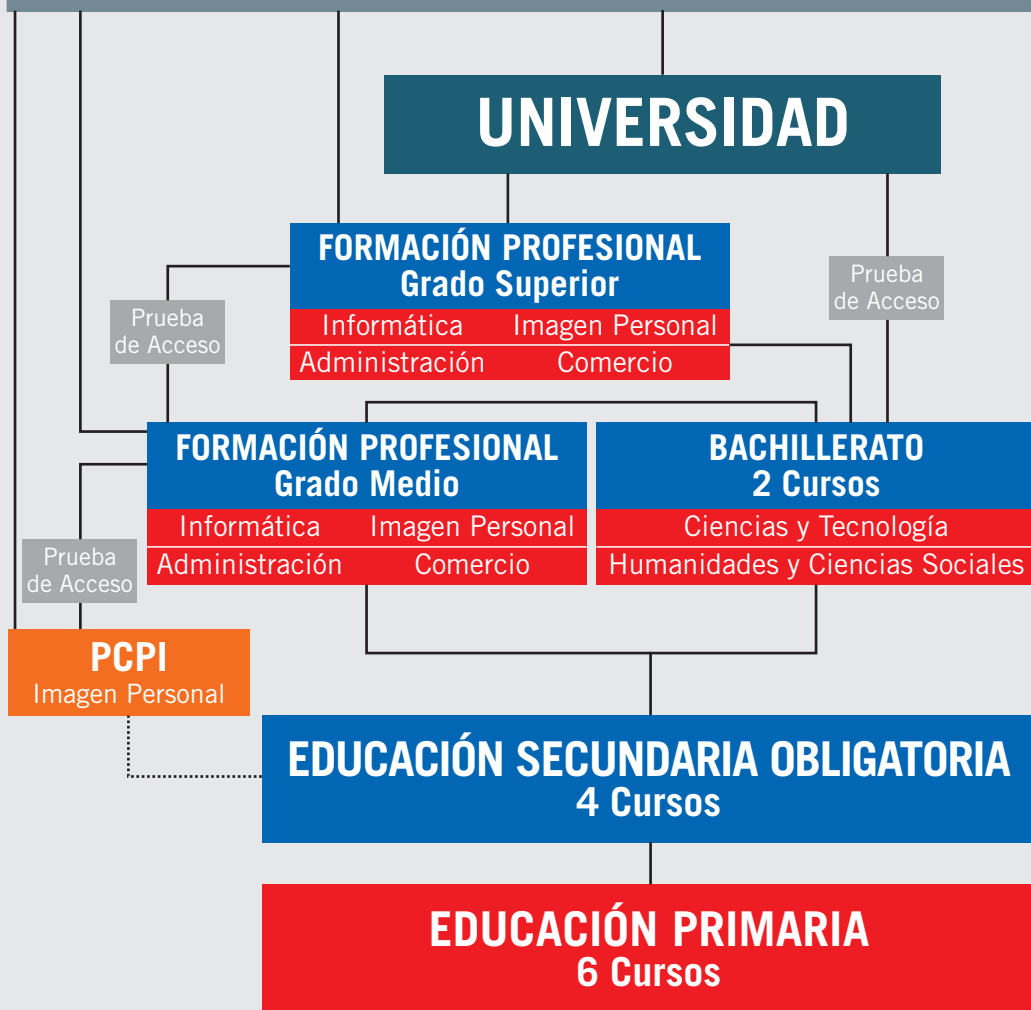 UNIVERSIDAD
FORMACIÓN PROFESIONAL
Grado Superior
Informática Imagen Personal
Administración Comercio
Prueba
de Acceso
Prueba
de Acceso
FORMACIÓN PROFESIONAL
Grado Medio
Informática Imagen Personal
Administración Comercio
BACHILLERATO
2 Cursos
Ciencias y Tecnología
Humanidades y Ciencias Sociales
Prueba
de Acceso
PCPI
Imagen Personal
EDUCACIÓN SECUNDARIA OBLIGATORIA
4 Cursos
EDUCACIÓN PRIMARIA
6 Cursos